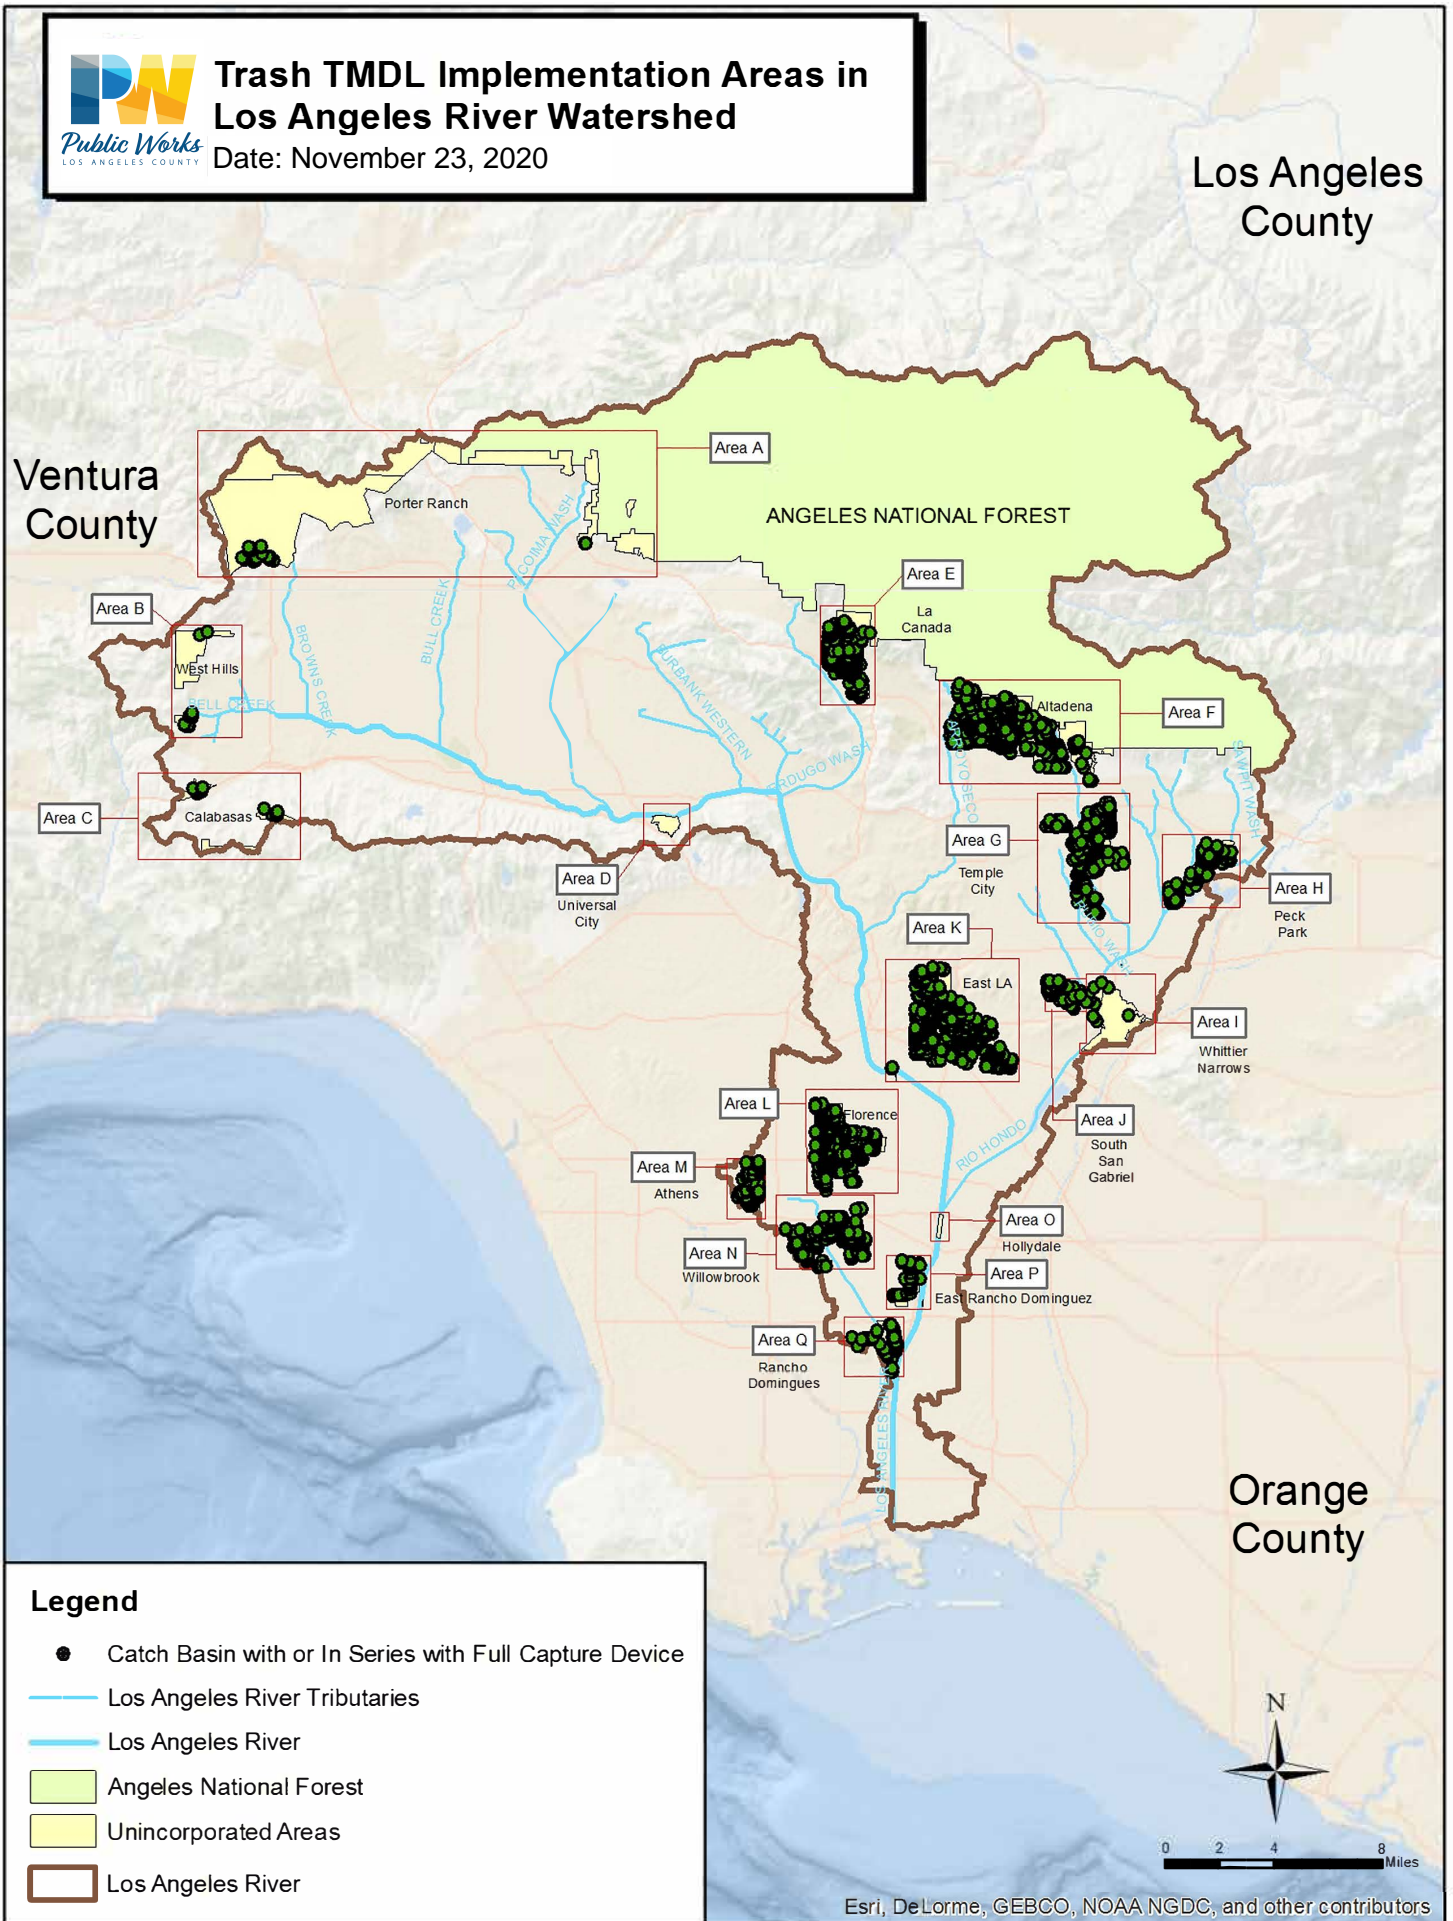 Trash TMDL Implementation Areas in
Los Angeles River Watershed
Date: November 23, 2020
PW
Public Works
LOS ANGELES COUNTY
Los Angeles
County
Ventura
County
Area A
Porter Ranch
ANGELES NATIONAL FOREST
PACOIMA WASH
Area E
La
Canada
Area B
West Hills
BROWNS CREEK
BULL CREEK
BELL CREEK
BURBANK WESTERN
VERDUGO WASH
Altadena
Area F
ARROYO SECO
SAWPIT WASH
Area C
Calabasas
Area D
Universal
City
Area G
Temple
City
Area H
Peck
Park
Area K
East LA
RUBIO WASH
Area I
Whittier
Narrows
Area L
Florence
Area J
South
San
Gabriel
RIO HONDO
Area M
Athens
Area O
Hollydale
Area N
Willowbrook
Area P
East Rancho Dominguez
Area Q
Rancho
Domingues
LOS ANGELES RIVER
Orange
County
Legend
Catch Basin with or In Series with Full Capture Device
Los Angeles River Tributaries
Los Angeles River
Angeles National Forest
Unincorporated Areas
Los Angeles River
N
0 2 4 8
Miles
Esri, DeLorme, GEBCO, NOAA NGDC, and other contributors